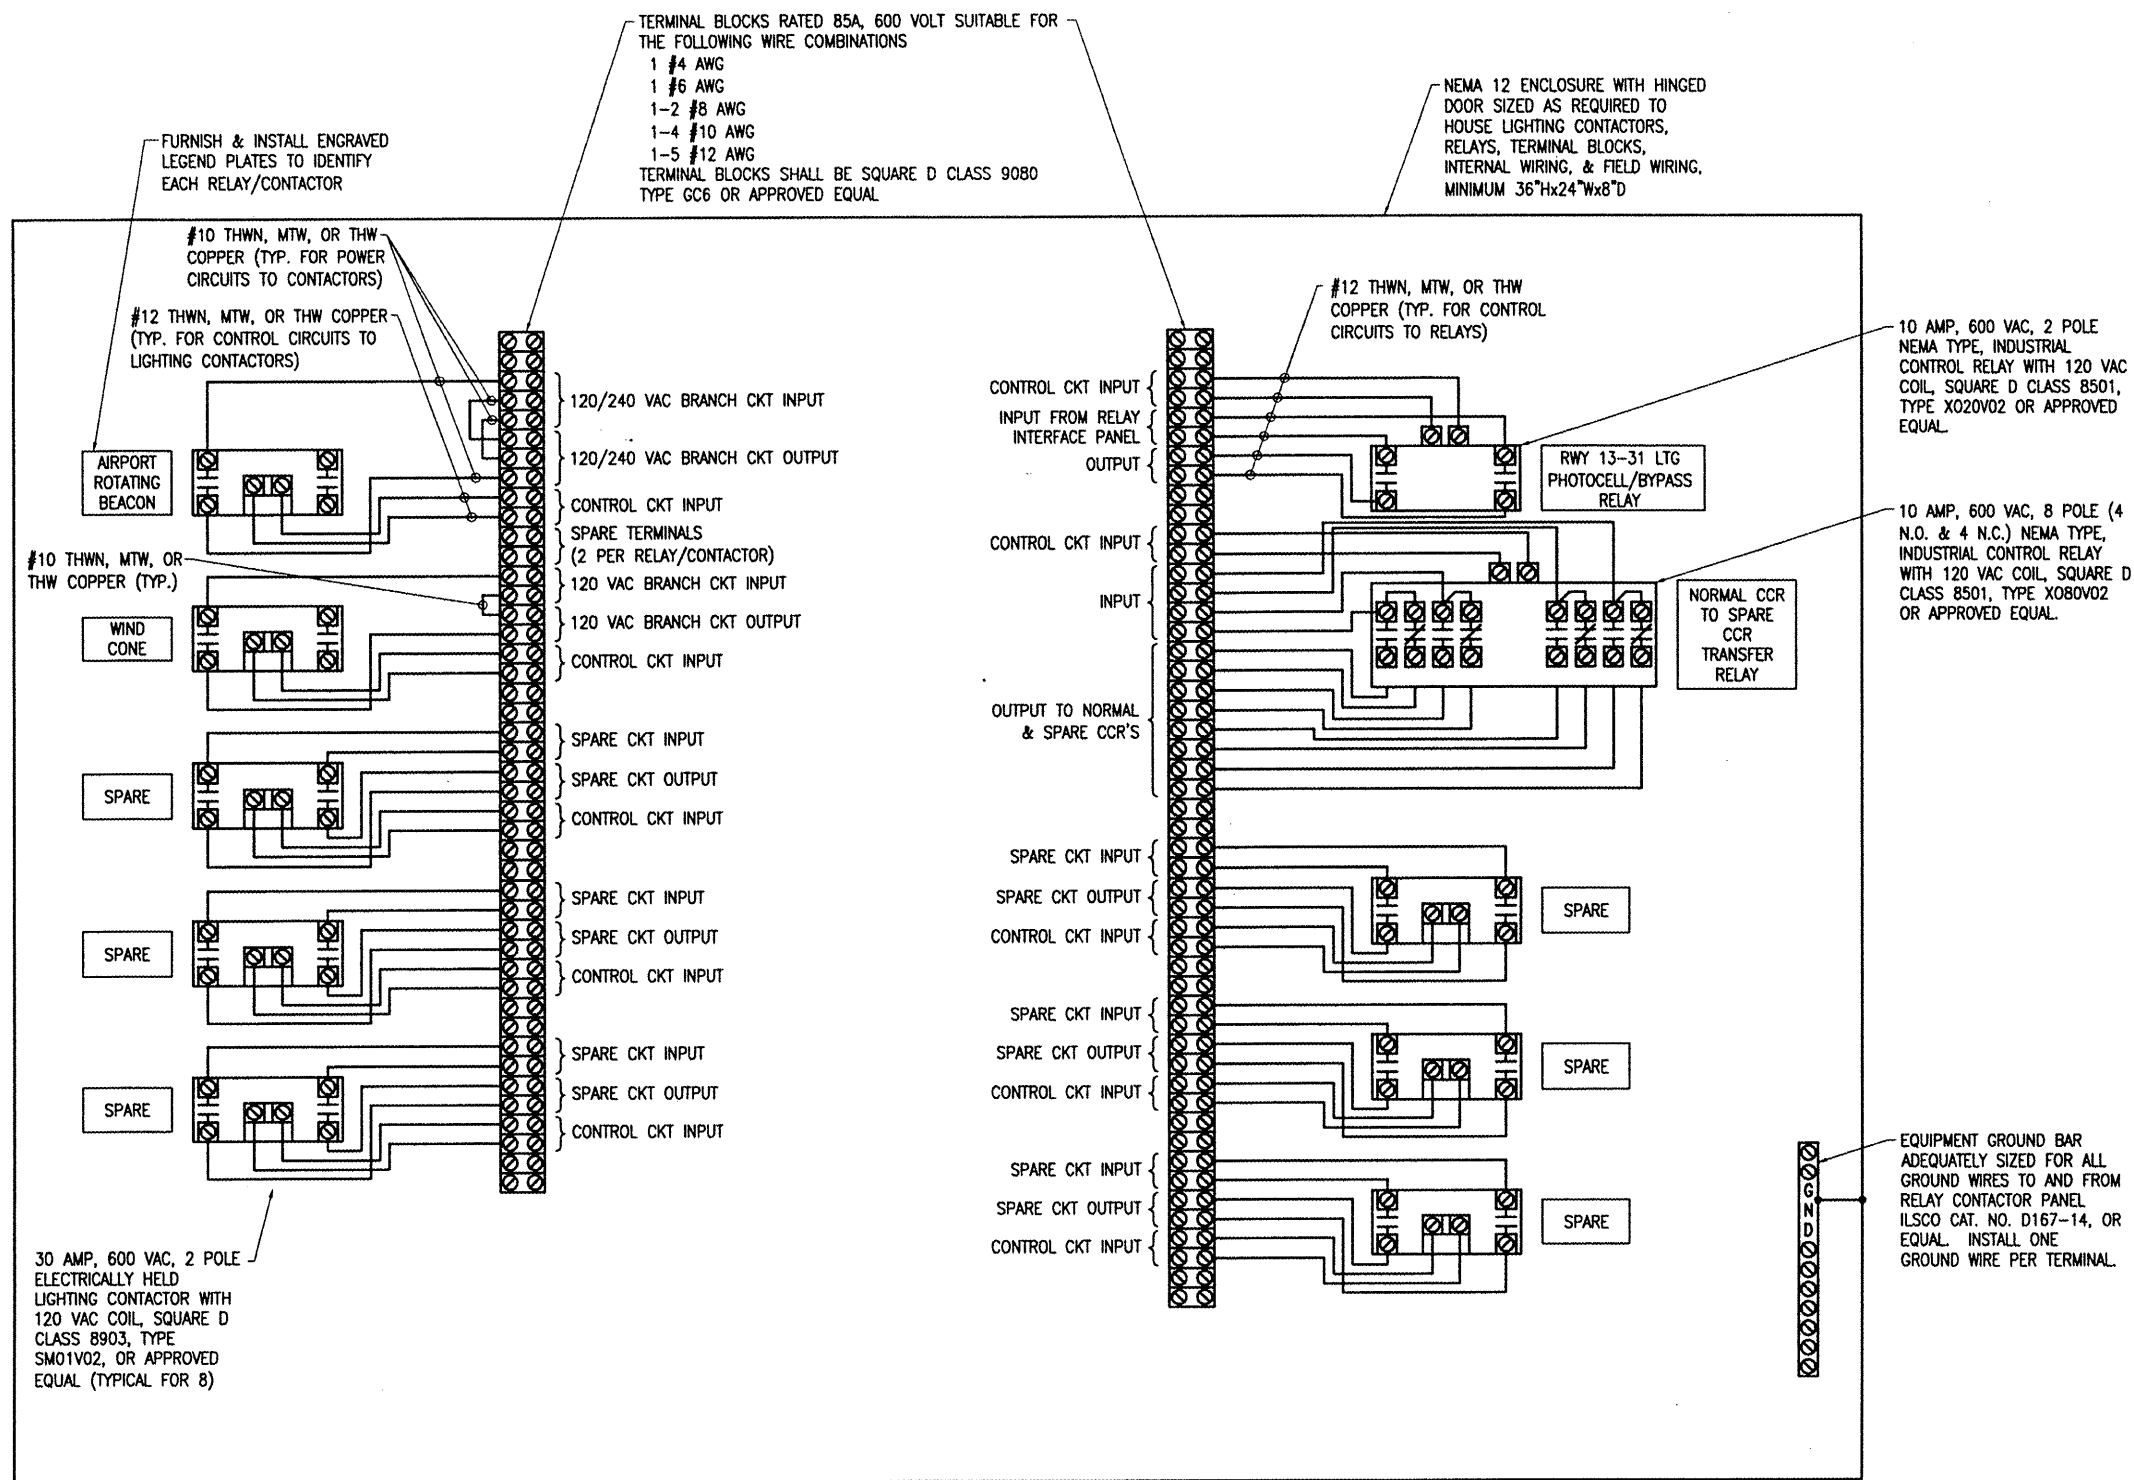 TERMINAL BLOCKS RATED 85A, 600 VOLT SUITABLE FOR
THE FOLLOWING WIRE COMBINATIONS
1 #4 AWG
1 #6 AWG
1-2 #8 AWG
1-4 #10 AWG
1-5 #12 AWG
TERMINAL BLOCKS SHALL BE SQUARE D CLASS 9080
TYPE GC6 OR APPROVED EQUAL
NEMA 12 ENCLOSURE WITH HINGED
DOOR SIZED AS REQUIRED TO
HOUSE LIGHTING CONTACTORS,
RELAYS, TERMINAL BLOCKS,
INTERNAL WIRING, & FIELD WIRING,
MINIMUM 36"Hx24"Wx8"D
FURNISH & INSTALL ENGRAVED
LEGEND PLATES TO IDENTIFY
EACH RELAY/CONTACTOR
#10 THWN, MTW, OR THW
COPPER (TYP. FOR POWER
CIRCUITS TO CONTACTORS)
#12 THWN, MTW, OR THW COPPER
(TYP. FOR CONTROL CIRCUITS TO
LIGHTING CONTACTORS)
AIRPORT
ROTATING
BEACON
#10 THWN, MTW, OR
THW COPPER (TYP.)
WIND
CONE
SPARE
SPARE
SPARE
30 AMP, 600 VAC, 2 POLE
ELECTRICALLY HELD
LIGHTING CONTACTOR WITH
120 VAC COIL, SQUARE D
CLASS 8903, TYPE
SMO1V02, OR APPROVED
EQUAL (TYPICAL FOR 8)
120/240 VAC BRANCH CKT INPUT
120/240 VAC BRANCH CKT OUTPUT
CONTROL CKT INPUT
SPARE TERMINALS
(2 PER RELAY/CONTACTOR)
120 VAC BRANCH CKT INPUT
120 VAC BRANCH CKT OUTPUT
CONTROL CKT INPUT
SPARE CKT INPUT
SPARE CKT OUTPUT
CONTROL CKT INPUT
SPARE CKT INPUT
SPARE CKT OUTPUT
CONTROL CKT INPUT
SPARE CKT INPUT
SPARE CKT OUTPUT
CONTROL CKT INPUT
#12 THWN, MTW, OR THW
COPPER (TYP. FOR CONTROL
CIRCUITS TO RELAYS)
CONTROL CKT INPUT
INPUT FROM RELAY
INTERFACE PANEL
OUTPUT
CONTROL CKT INPUT
INPUT
OUTPUT TO NORMAL
& SPARE CCR'S
SPARE CKT INPUT
SPARE CKT OUTPUT
CONTROL CKT INPUT
SPARE CKT INPUT
SPARE CKT OUTPUT
CONTROL CKT INPUT
SPARE CKT INPUT
SPARE CKT OUTPUT
CONTROL CKT INPUT
RWY 13-31 LTG
PHOTOCELL/BYPASS
RELAY
NORMAL CCR
TO SPARE
CCR
TRANSFER
RELAY
SPARE
SPARE
SPARE
10 AMP, 600 VAC, 2 POLE
NEMA TYPE, INDUSTRIAL
CONTROL RELAY WITH 120 VAC
COIL, SQUARE D CLASS 8501,
TYPE XO20V02 OR APPROVED
EQUAL.
10 AMP, 600 VAC, 8 POLE (4
N.O. & 4 N.C.) NEMA TYPE,
INDUSTRIAL CONTROL RELAY
WITH 120 VAC COIL, SQUARE D
CLASS 8501, TYPE XO80V02
OR APPROVED EQUAL.
GND
EQUIPMENT GROUND BAR
ADEQUATELY SIZED FOR ALL
GROUND WIRES TO AND FROM
RELAY CONTACTOR PANEL
ILSCO CAT. NO. D167-14, OR
EQUAL. INSTALL ONE
GROUND WIRE PER TERMINAL.